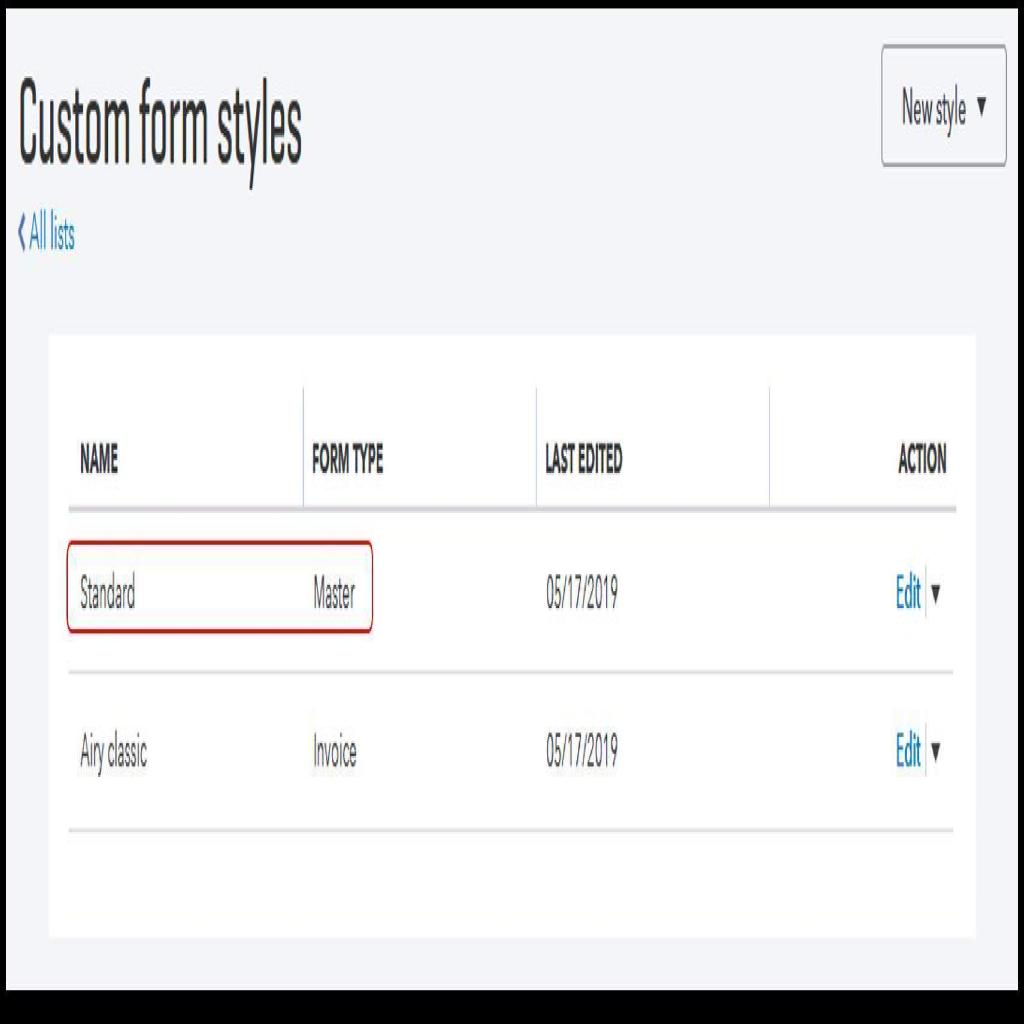 Custom form styles
New style
All lists
NAME FORM TYPE LAST EDITED ACTION
Standard Master 05/17/2019 Edit
Airy classic Invoice 05/17/2019 Edit